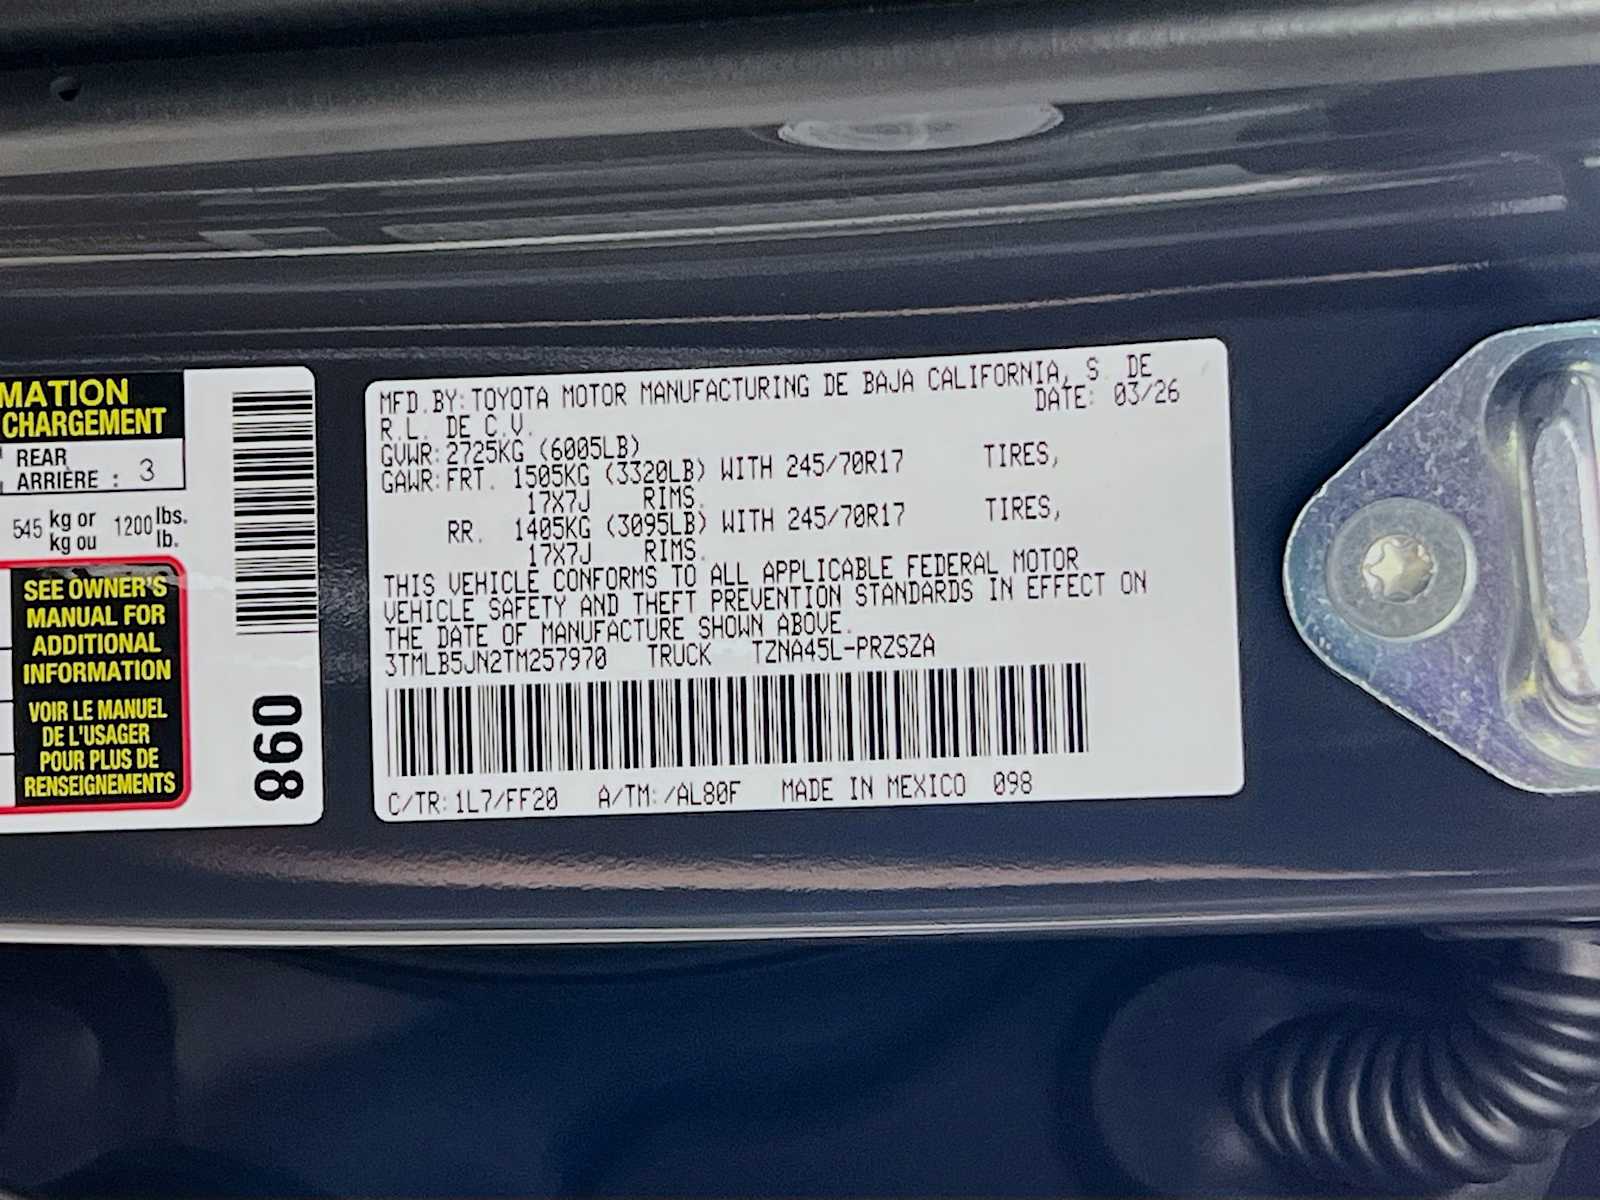 MATION
CHARGEMENT
REAR
ARRIÈRE : 3
545 kg or 1200 lbs.
kg ou lb.
SEE OWNER'S
MANUAL FOR
ADDITIONAL
INFORMATION
VOIR LE MANUEL
DE L'USAGER
POUR PLUS DE
RENSEIGNEMENTS
860
MFD.BY:TOYOTA MOTOR MANUFACTURING DE BAJA CALIFORNIA, S. DE
R.L. DE C.V. DATE: 03/26
GVWR:2725KG (6005LB)
GAWR:FRT. 1505KG (3320LB) WITH 245/70R17 TIRES,
17X7J RIMS.
RR. 1405KG (3095LB) WITH 245/70R17 TIRES,
17X7J RIMS.
THIS VEHICLE CONFORMS TO ALL APPLICABLE FEDERAL MOTOR
VEHICLE SAFETY AND THEFT PREVENTION STANDARDS IN EFFECT ON
THE DATE OF MANUFACTURE SHOWN ABOVE.
3TMLB5JN2TM257970 TRUCK TZNA45L-PRZSZA
C/TR:1L7/FF20 A/TM:/AL80F MADE IN MEXICO 098